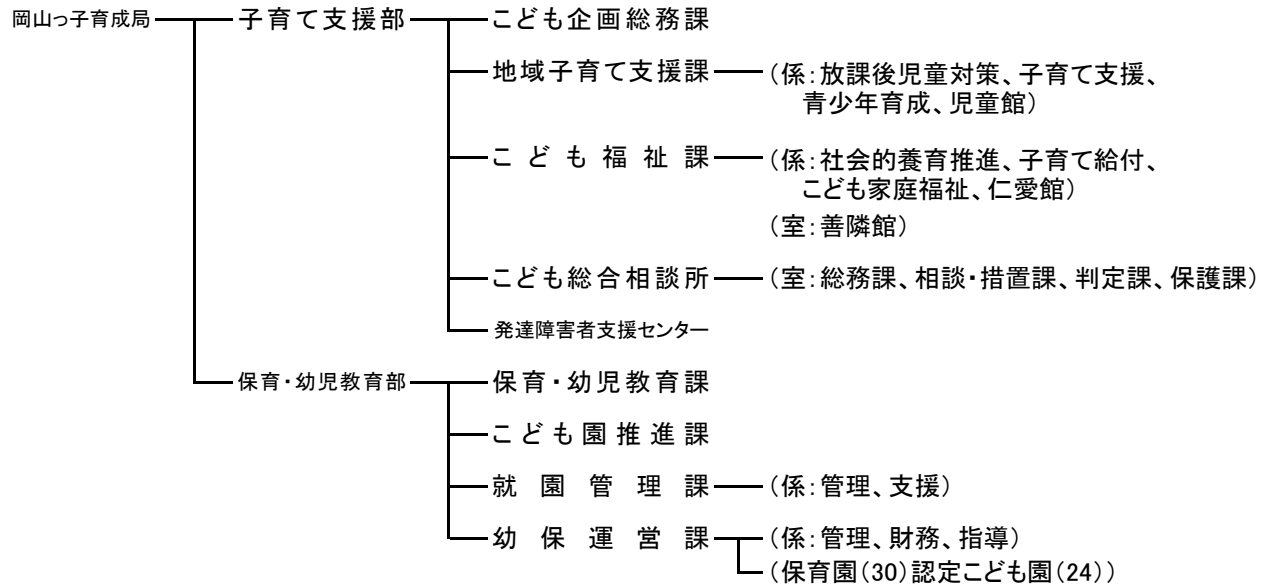 岡山っ子育成局 子育て支援部 こども企画総務課
地域子育て支援課 (係:放課後児童対策、子育て支援、
青少年育成、児童館)
こども福祉課 (係:社会的養育推進、子育て給付、
こども家庭福祉、仁愛館)
(室:善隣館)
こども総合相談所 (室:総務課、相談・措置課、判定課、保護課)
発達障害者支援センター
保育・幼児教育部 保育・幼児教育課
こども園推進課
就園管理課 (係:管理、支援)
幼保運営課 (係:管理、財務、指導)
(保育園(30)認定こども園(24))